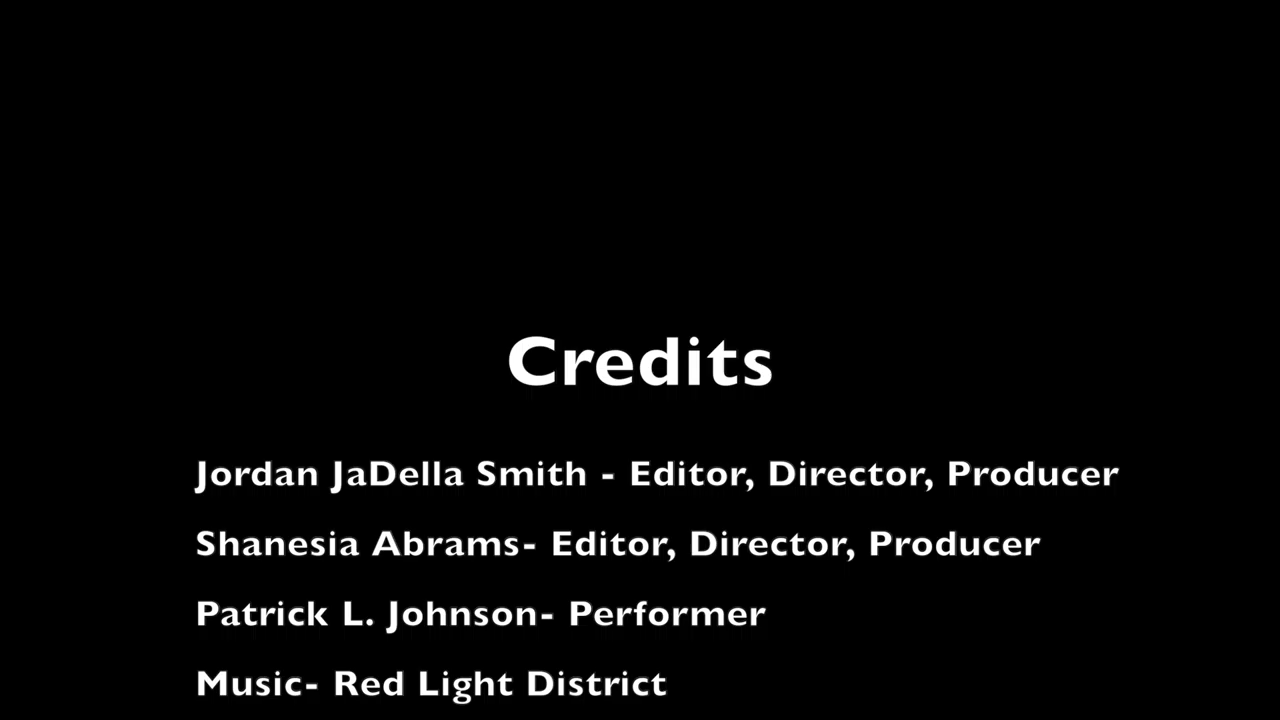 Credits
Jordan JaDella Smith - Editor, Director, Producer
Shanesia Abrams- Editor, Director, Producer
Patrick L. Johnson- Performer
Music- Red Light District